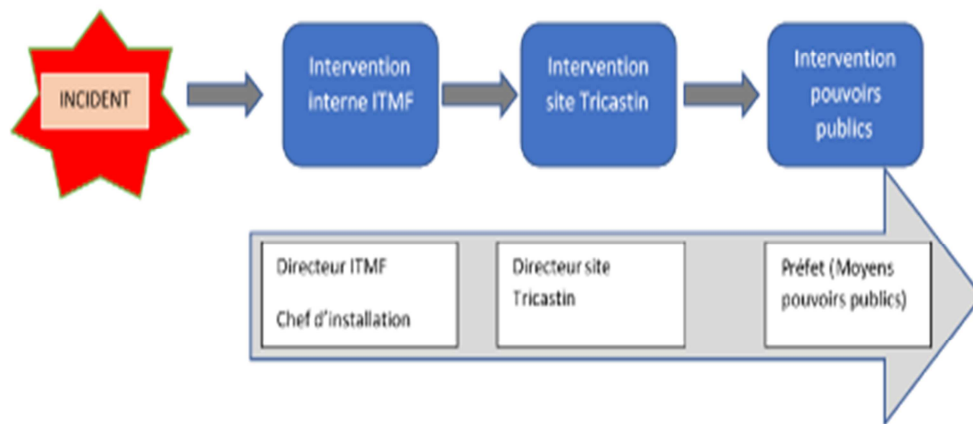 INCIDENT
Intervention
interne ITMF
Intervention
site Tricastin
Intervention
pouvoirs
publics
Directeur ITMF
Chef d'installation
Directeur site
Tricastin
Préfet (Moyens
pouvoirs publics)